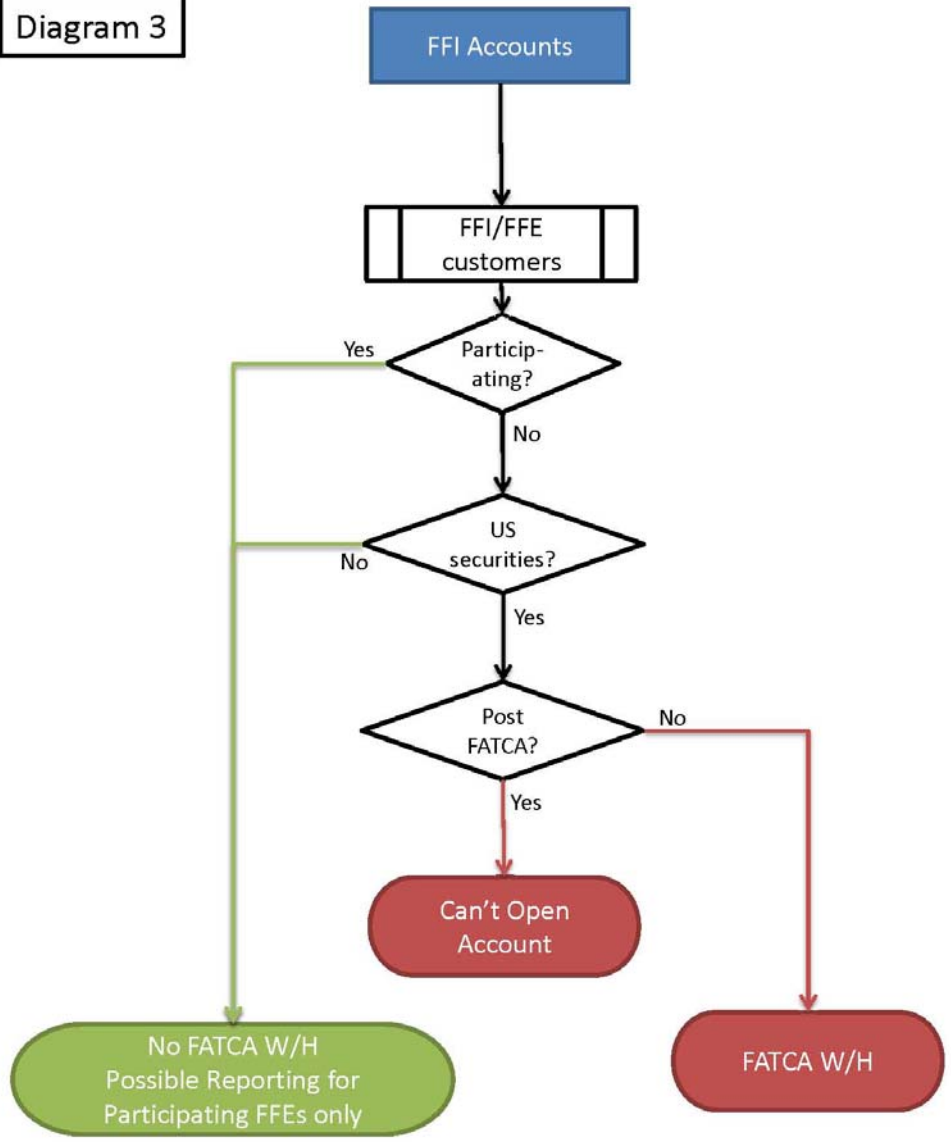 Diagram 3
FFI Accounts
FFI/FFE
customers
Yes
Particip-
ating?
No
US
securities?
No
Yes
Post
FATCA?
No
Yes
Can't Open
Account
No FATCA W/H
Possible Reporting for
Participating FFEs only
FATCA W/H